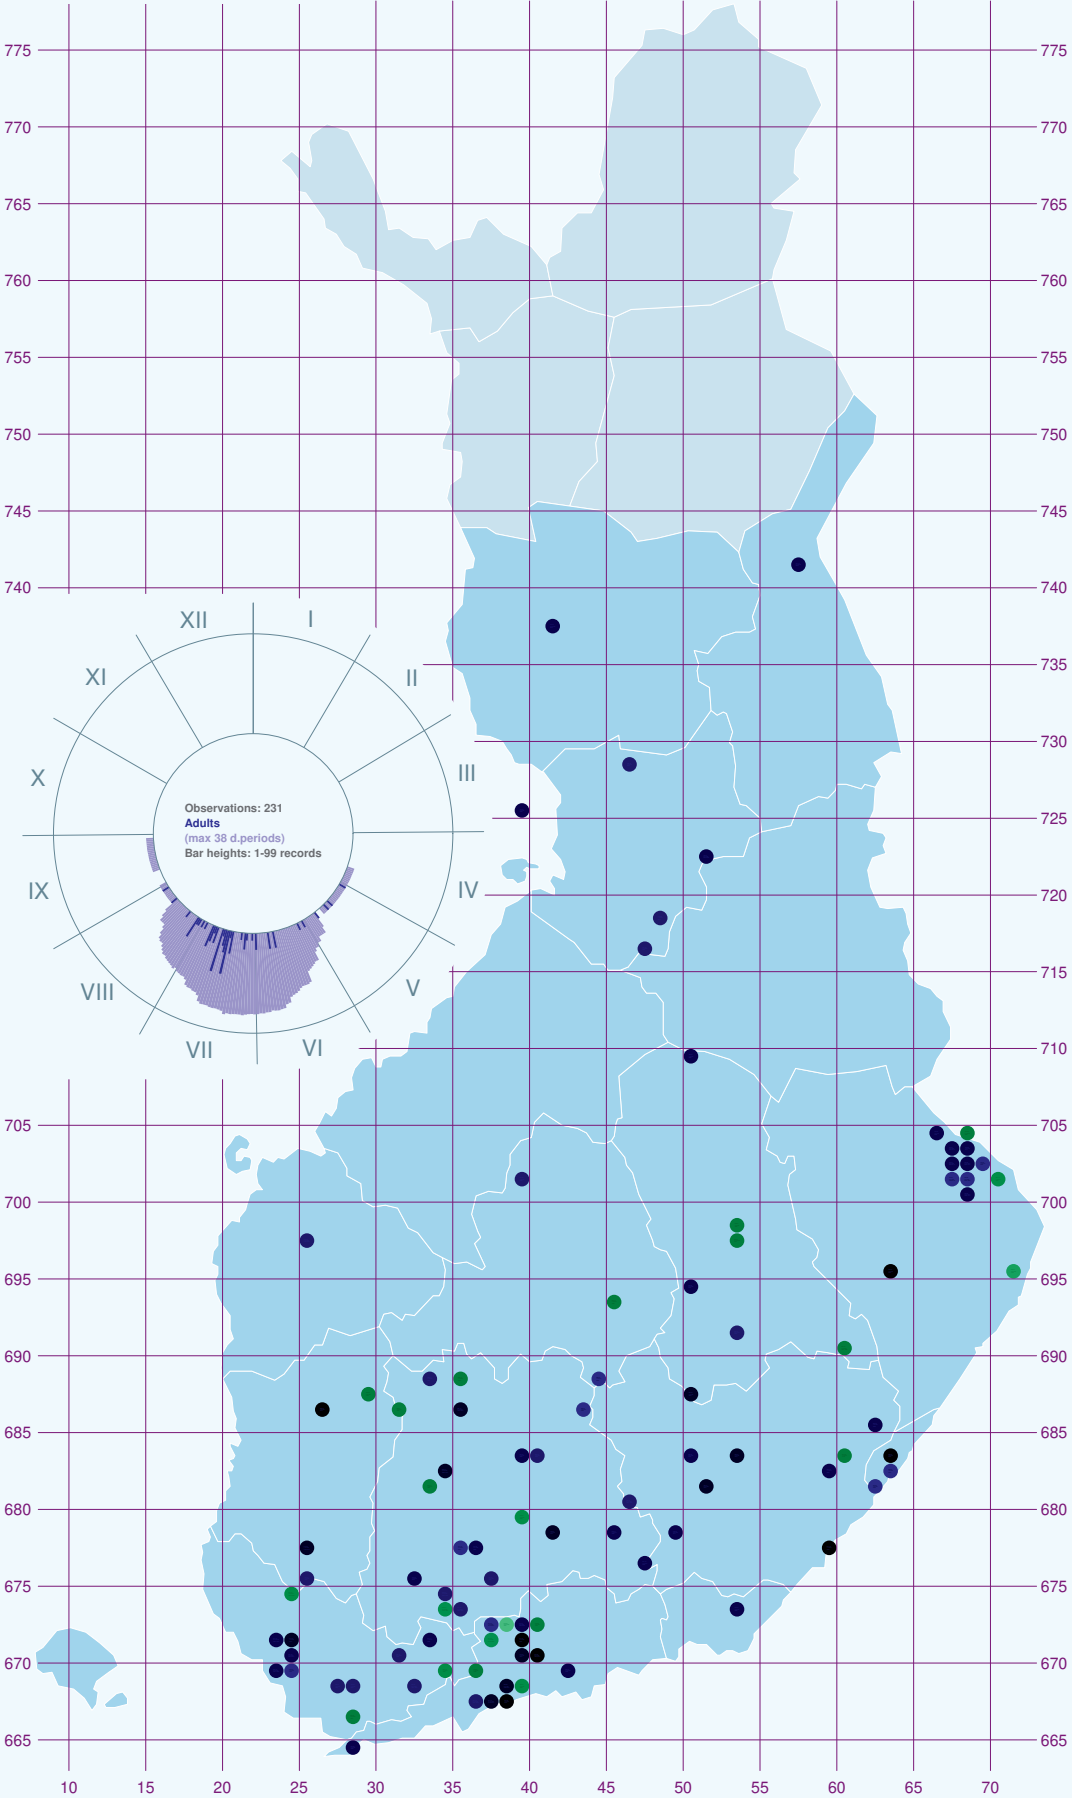 775 775
770 770
765 765
760 760
755 755
750 750
745 745
740 740
XII I
XI II
735 735
730 730
X III
Observations: 231
725 725
Adults
(max 38 d.periods)
Bar heights: 1-99 records
IX IV
720 720
VIII V
715 715
VII VI
710 710
705 705
700 700
695 695
690 690
685 685
680 680
675 675
670 670
665 665
10 15 20 25 30 35 40 45 50 55 60 65 70